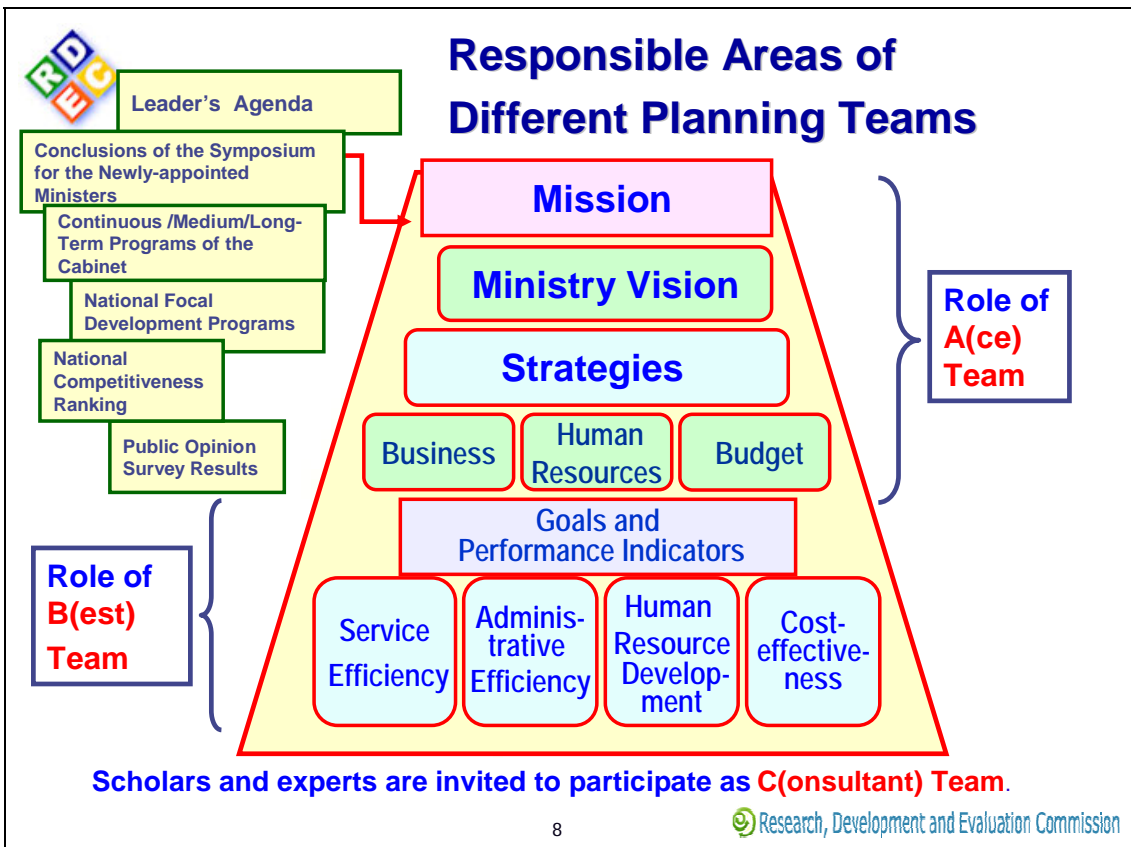 R
D
E
C
Responsible Areas of
Different Planning Teams
Leader's Agenda
Conclusions of the Symposium
for the Newly-appointed
Ministers
Continuous /Medium/Long-
Term Programs of the
Cabinet
National Focal
Development Programs
National
Competitiveness
Ranking
Public Opinion
Survey Results
Mission
Ministry Vision
Strategies
Business
Human
Resources
Budget
Role of
A(ce)
Team
Goals and
Performance Indicators
Role of
B(est)
Team
Service
Efficiency
Adminis-
trative
Efficiency
Human
Resource
Develop-
ment
Cost-
effective-
ness
Scholars and experts are invited to participate as C(onsultant) Team.
8
Research, Development and Evaluation Commission